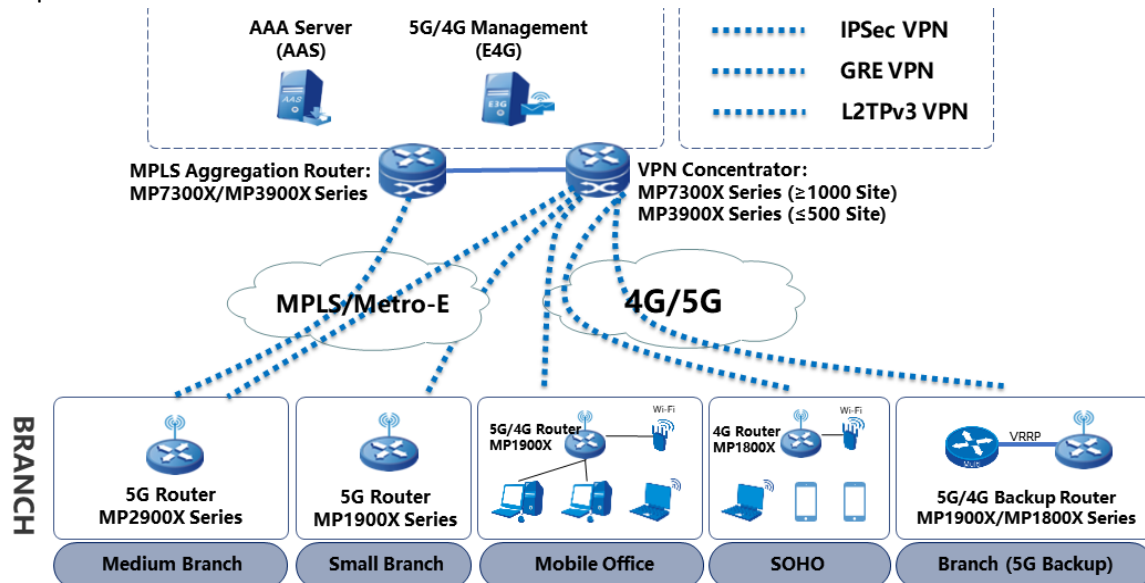 AAA Server
(AAS)
AAS
5G/4G Management
(E4G)
E3G
IPSec VPN
GRE VPN
L2TPv3 VPN
MPLS Aggregation Router:
MP7300X/MP3900X Series
VPN Concentrator:
MP7300X Series (≥1000 Site)
MP3900X Series (≤500 Site)
MPLS/Metro-E
4G/5G
BRANCH
5G Router
MP2900X Series
Medium Branch
5G Router
MP1900X Series
Small Branch
5G/4G Router
MP1900X
Wi-Fi
Mobile Office
4G Router
MP1800X
Wi-Fi
SOHO
VRRP
5G/4G Backup Router
MP1900X/MP1800X Series
Branch (5G Backup)